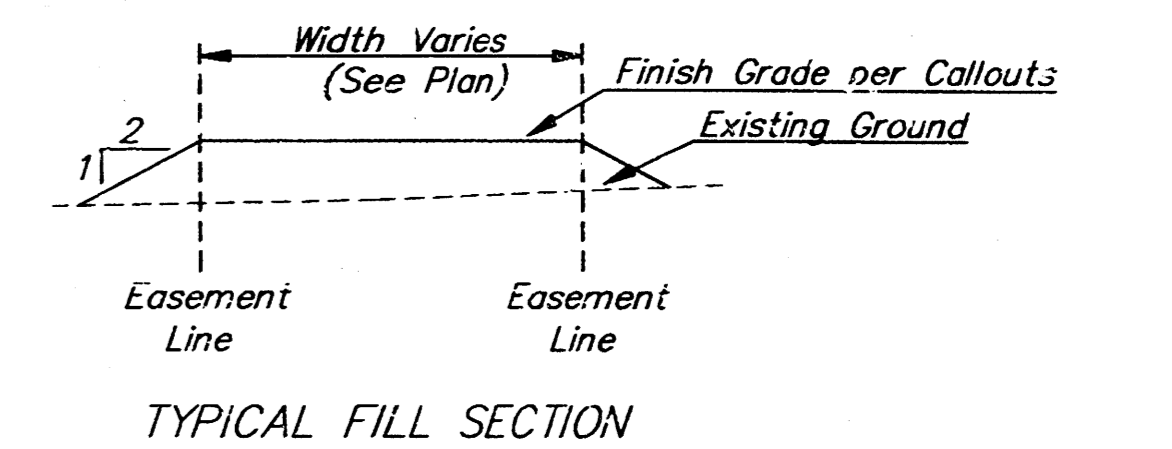 Width Varies
(See Plan)
Finish Grade per Callouts
Existing Ground
2
1
Easement
Line
Easement
Line
TYPICAL FILL SECTION